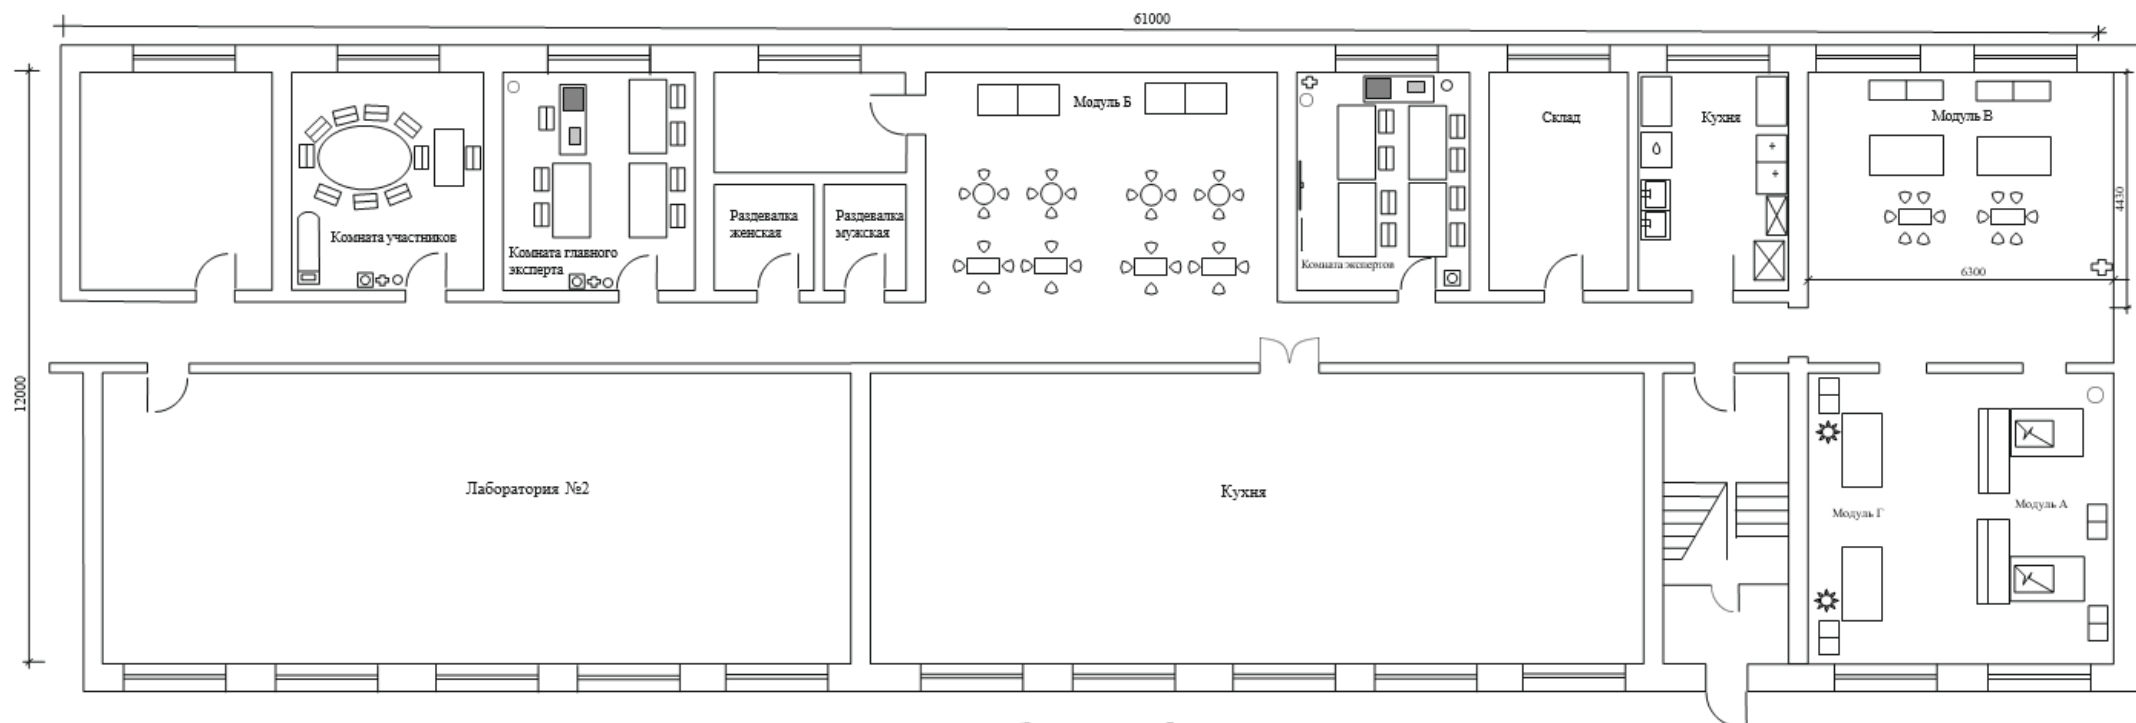 61000
Модуль Б
Склад
Кухня
Модуль В
4430
Раздевалка
женская
Раздевалка
мужская
Комната участников
Комната главного
эксперта
Комната экспертов
6300
12000
Лаборатория №2
Кухня
Модуль Г
Модуль А